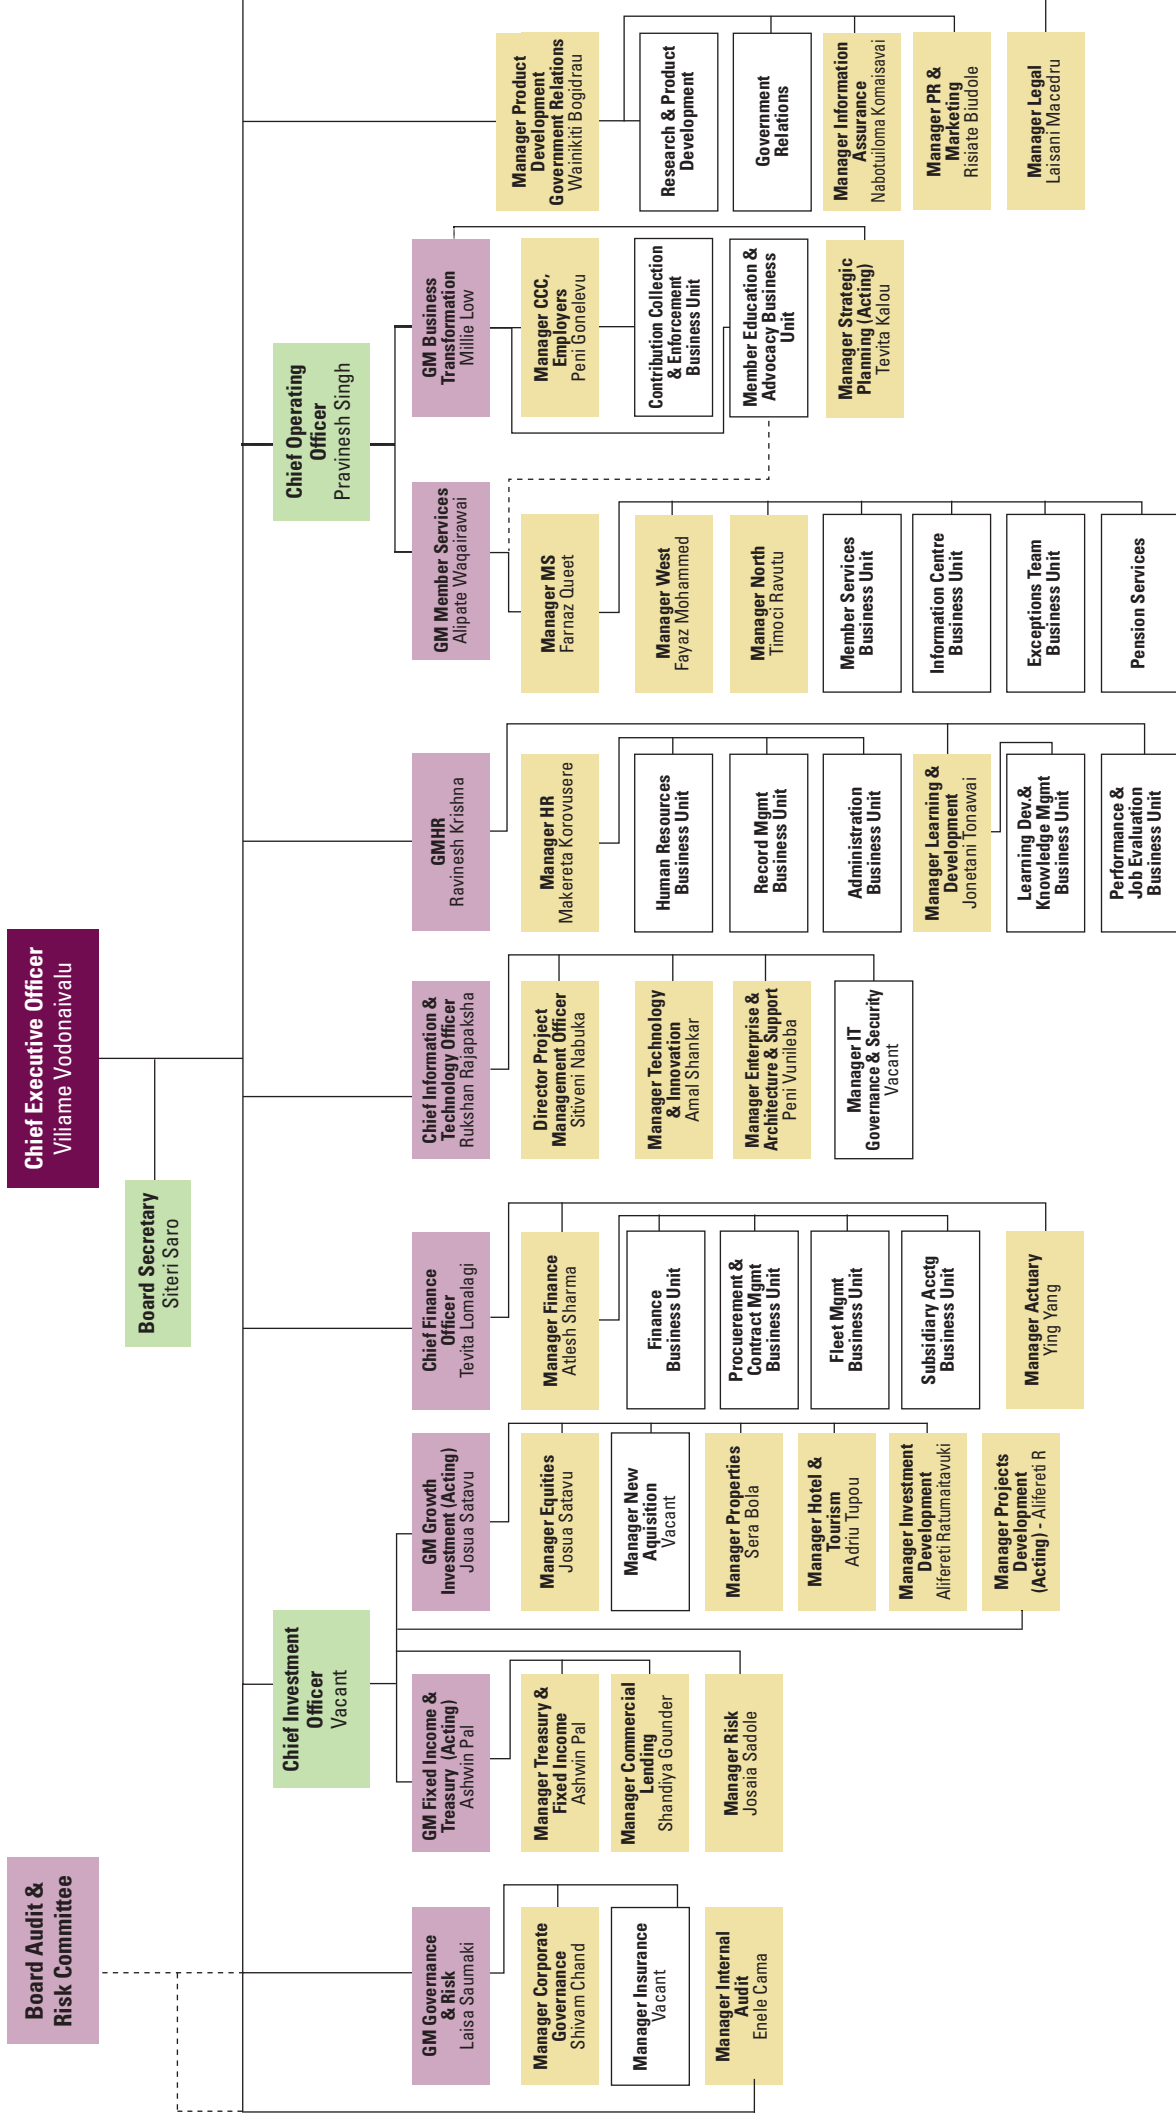 Board Audit &
Risk Committee
Chief Executive Officer
Viliame Vodonaivalu
Board Secretary
Siteri Saro
Chief Investment
Officer
Vacant
Chief Operating
Officer
Pravinesh Singh
GM Governance
& Risk
Laisa Saumaki
Manager Corporate
Governance
Shivam Chand
Manager Insurance
Vacant
Manager Internal
Audit
Enele Cama
GM Fixed Income &
Treasury (Acting)
Ashwin Pal
Manager Treasury &
Fixed Income
Ashwin Pal
Manager Commercial
Lending
Shandiya Gounder
Manager Risk
Josaia Sadole
GM Growth
Investment (Acting)
Josua Satavu
Manager Equities
Josua Satavu
Manager New
Aquisition
Vacant
Manager Properties
Sera Bola
Manager Hotel &
Tourism
Adriu Tupou
Manager Investment
Development
Alifereti Ratumaitavuki
Manager Projects
Development
(Acting) - Alifereti R
Chief Finance
Officer
Tevita Lomalagi
Manager Finance
Atlesh Sharma
Finance
Business Unit
Procuerement &
Contract Mgmt
Business Unit
Fleet Mgmt
Business Unit
Subsidiary Acctg
Business Unit
Manager Actuary
Ying Yang
Chief Information &
Technology Officer
Rukshan Rajapaksha
Director Project
Management Officer
Sitiveni Nabuka
Manager Technology
& Innovation
Amal Shankar
Manager Enterprise &
Architecture & Support
Peni Vunileba
Manager IT
Governance & Security
Vacant
GMHR
Ravinesh Krishna
Manager HR
Makereta Korovusere
Human Resources
Business Unit
Record Mgmt
Business Unit
Administration
Business Unit
Manager Learning &
Development
Jonetani Tonawai
Learning Dev.&
Knowledge Mgmt
Business Unit
Performance &
Job Evaluation
Business Unit
GM Member Services
Alipate Waqairawai
Manager MS
Farnaz Queet
Manager West
Fayaz Mohammed
Manager North
Timoci Ravutu
Member Services
Business Unit
Information Centre
Business Unit
Exceptions Team
Business Unit
Pension Services
GM Business
Transformation
Millie Low
Manager CCC,
Employers
Peni Gonelevu
Contribution Collection
& Enforcement
Business Unit
Member Education &
Advocacy Business
Unit
Manager Strategic
Planning (Acting)
Tevita Kalou
Manager Product
Development
Government Relations
Wainikiti Bogidrau
Research & Product
Development
Government
Relations
Manager Information
Assurance
Nabotuiloma Komaisavai
Manager PR &
Marketing
Risiate Biudole
Manager Legal
Laisani Macedru